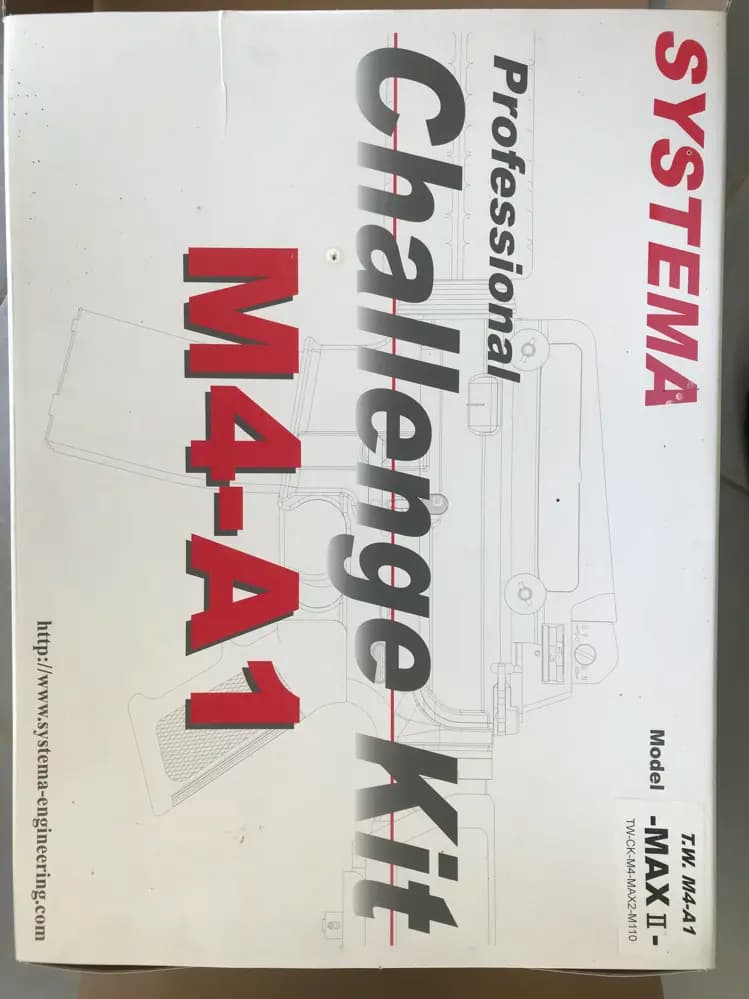 SYSTEMA
Professional
Challenge Kit
M4-A1
Model
T.W. M4-A1
-MAX II-
TW-CK-M4-MAX2-M110
http://www.systema-engineering.com